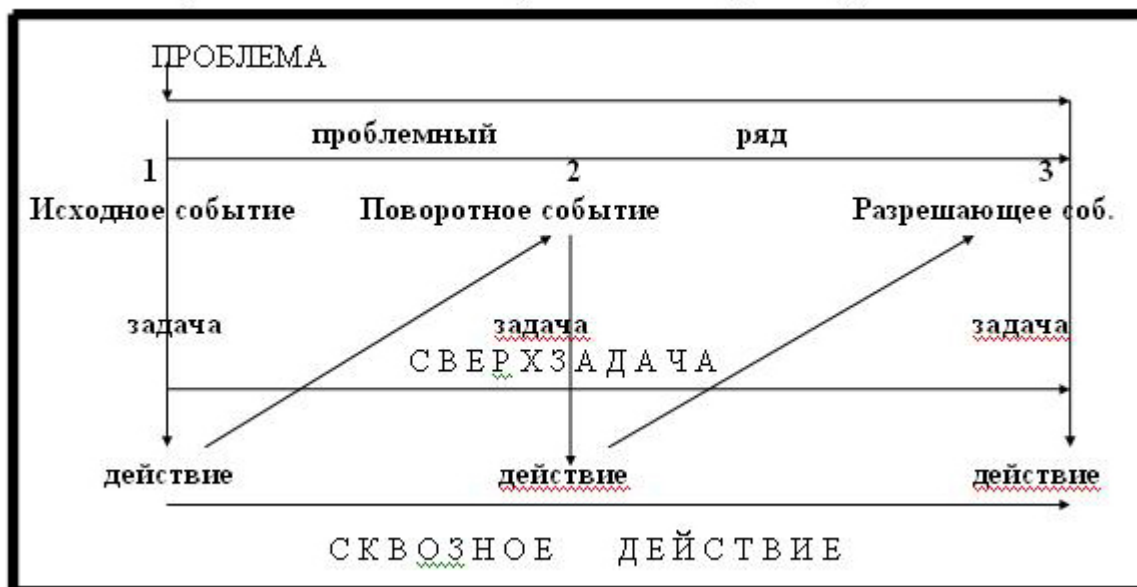 ПРОБЛЕМА
проблемный ряд
1 2 3
Исходное событие Поворотное событие Разрешающее соб.
задача задача задача
СВЕРХЗАДАЧА
действие действие действие
СКВОЗНОЕ ДЕЙСТВИЕ